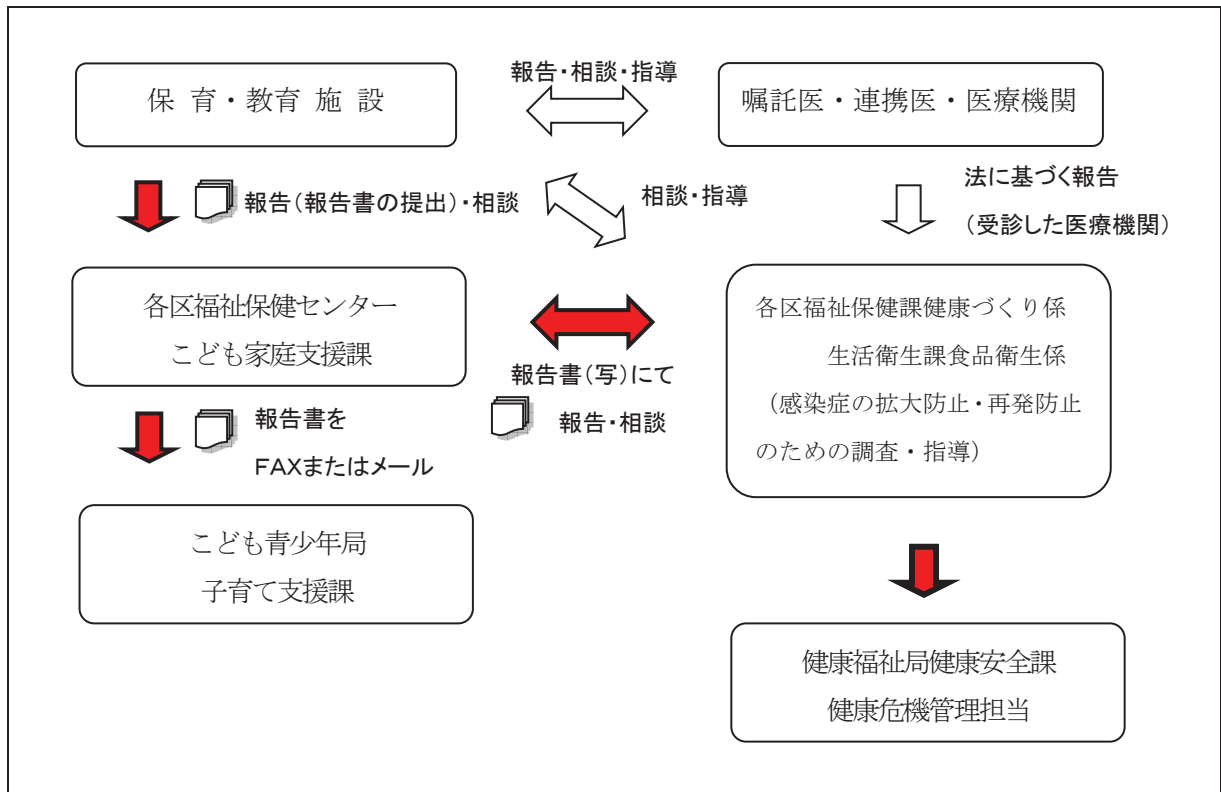 保 育・教育 施 設
報告・相談・指導
嘱託医・連携医・医療機関
報告(報告書の提出)・相談
相談・指導
法に基づく報告
(受診した医療機関)
各区福祉保健センター
こども家庭支援課
報告書(写)にて
報告・相談
各区福祉保健課健康づくり係
生活衛生課食品衛生係
(感染症の拡大防止・再発防止
のための調査・指導)
報告書を
FAXまたはメール
こども青少年局
子育て支援課
健康福祉局健康安全課
健康危機管理担当